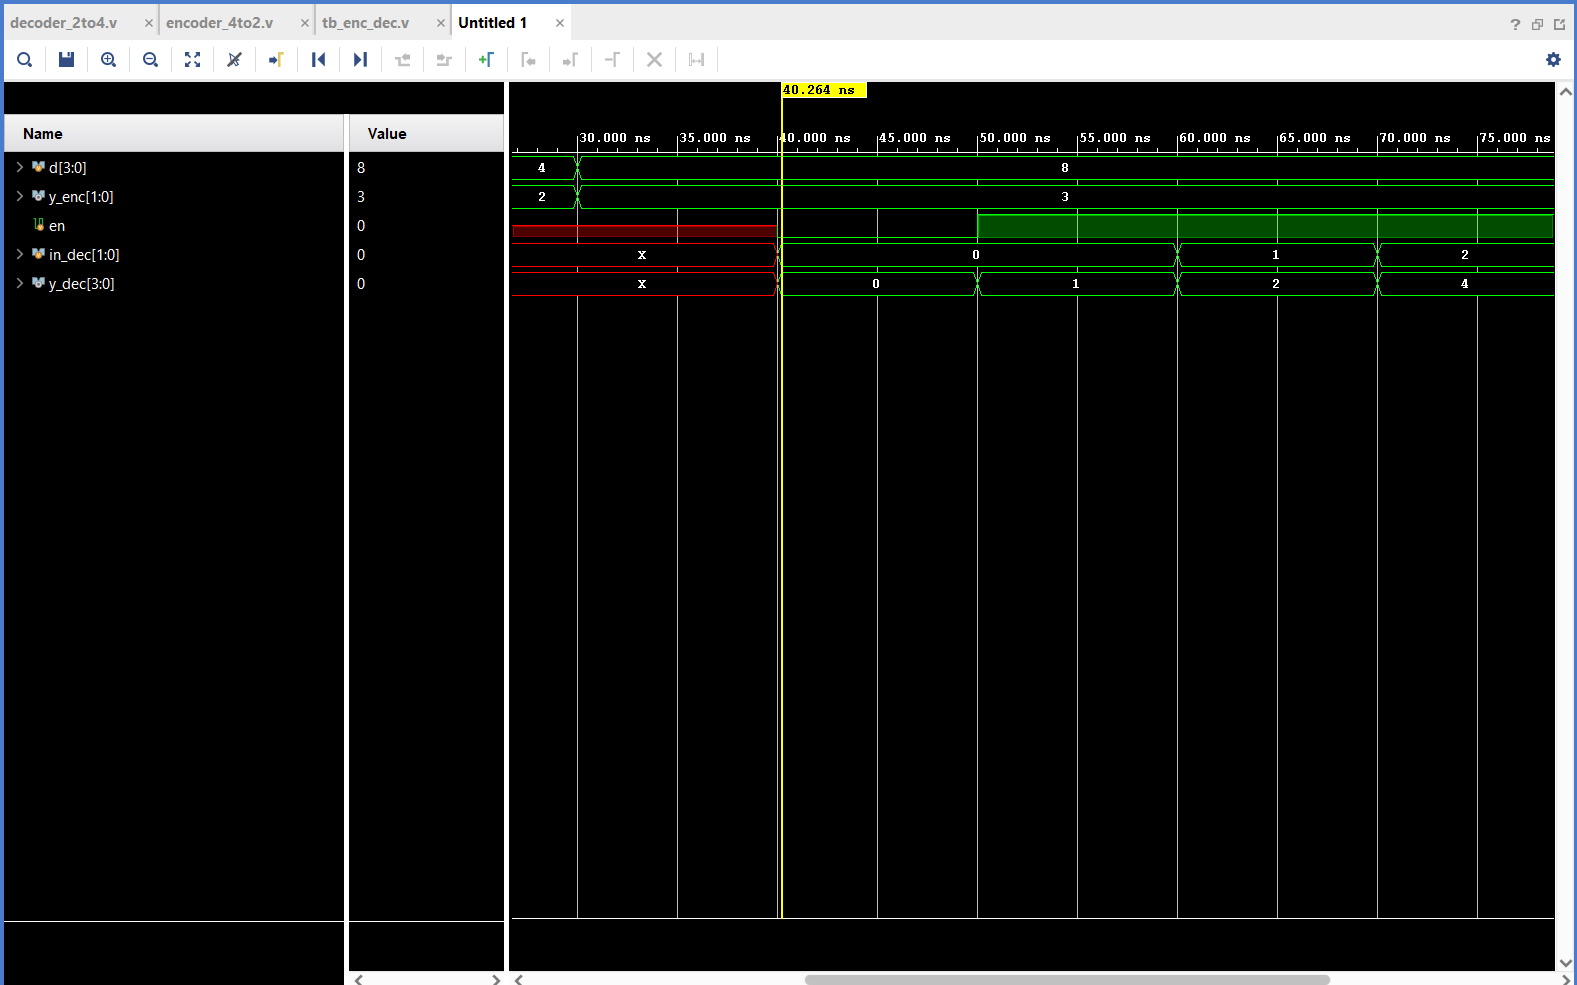 decoder_2to4.v × encoder_4to2.v × tb_enc_dec.v × Untitled 1 × ?
40.264 ns
Name Value
30.000 ns 35.000 ns 40.000 ns 45.000 ns 50.000 ns 55.000 ns 60.000 ns 65.000 ns 70.000 ns 75.000 ns
d[3:0] 8 4 8
y_enc[1:0] 3 2 3
en 0
in_dec[1:0] 0 X 0 1 2
y_dec[3:0] 0 X 0 1 2 4